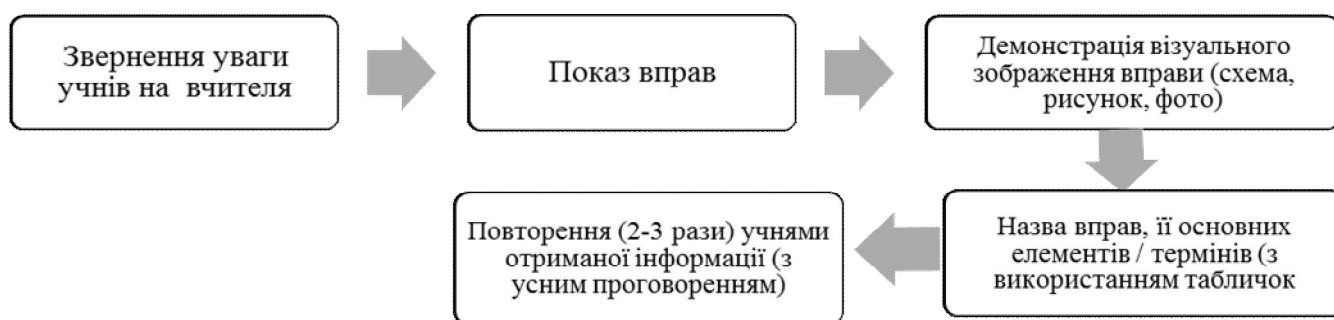 Звернення уваги
учнів на вчителя
Показ вправ
Демонстрація візуального
зображення вправи (схема,
рисунок, фото)
Назва вправ, її основних
елементів / термінів (з
використанням табличок
Повторення (2-3 рази) учнями
отриманої інформації (з
усним проговоренням)